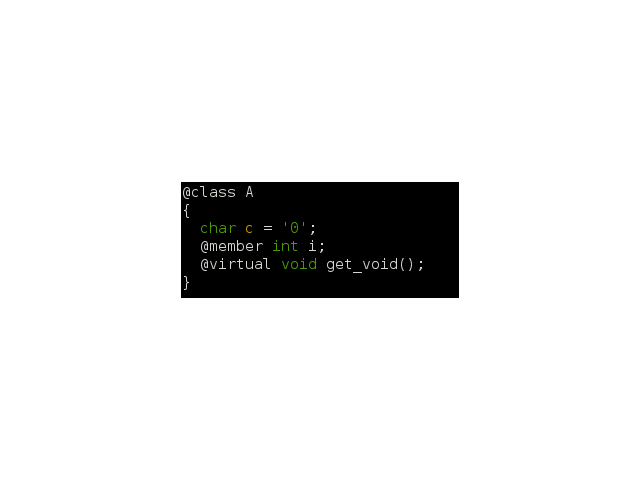 @class A
{
  char c = '0';
  @member int i;
  @virtual void get_void();
}